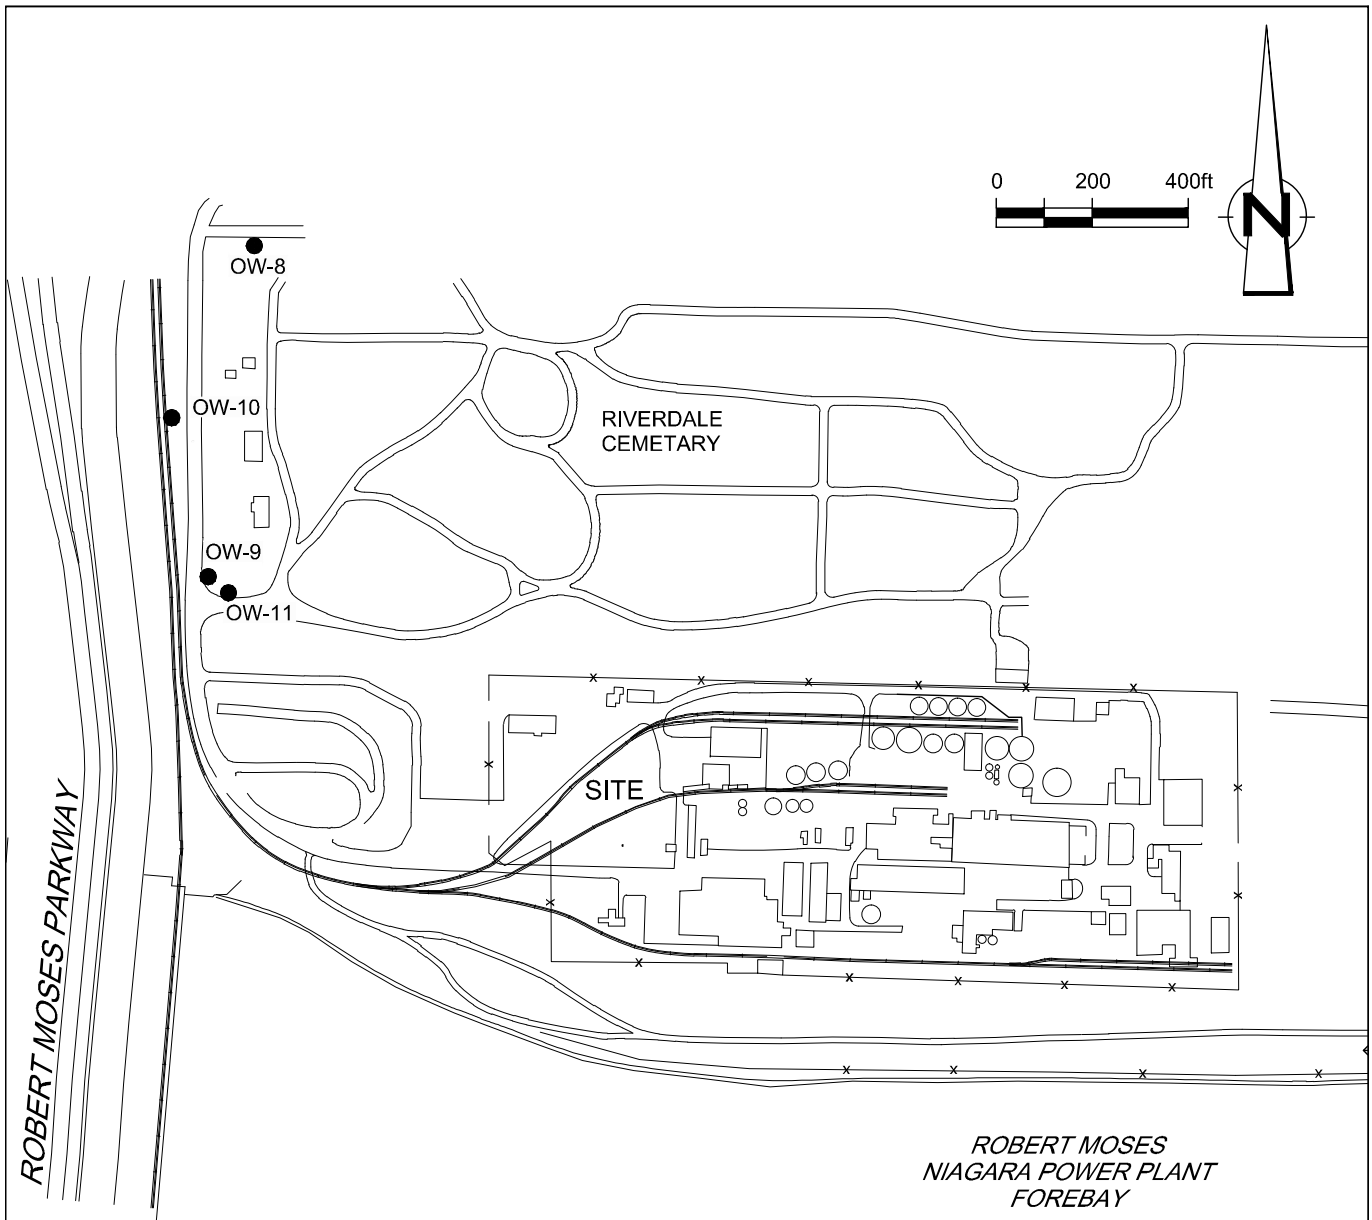 0 200 400ft
N
OW-8
OW-10
RIVERDALE
CEMETARY
OW-9
OW-11
SITE
ROBERT MOSES PARKWAY
ROBERT MOSES
NIAGARA POWER PLANT
FOREBAY